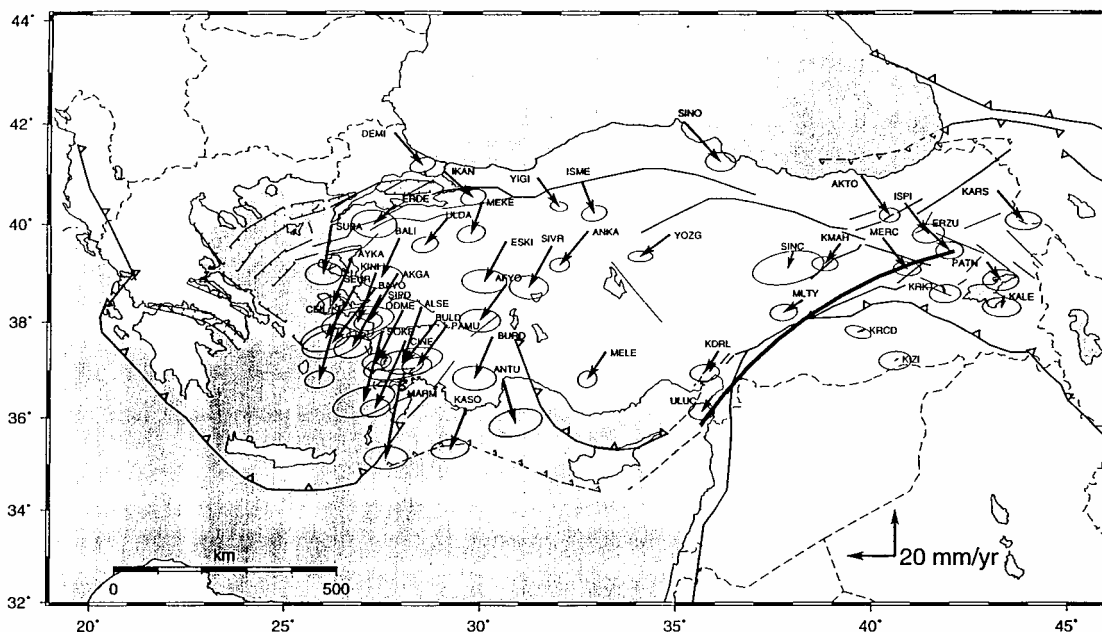 44°
42°
40°
38°
36°
34°
32°
20°
25°
30°
35°
40°
45°
DEMI
SINO
IKAN
YIGI
ISME
ERDE
MEKE
ULDA
AKTO
ISPI
KARS
SUBA
BALI
ESKI
SIVR
ANKA
YOZG
SINC
KMAH
MERC
ERZU
AYKA
KINI
AKGA
AFYO
PATN
BAYO
SIRD
ODME
ALSE
MLTY
KRKT
KALE
SOKE
BULD
PAMU
CINE
BURD
KRCD
ANTU
MELE
KDRL
KIZI
MARM
KASO
ULUC
km
0
500
20 mm/yr